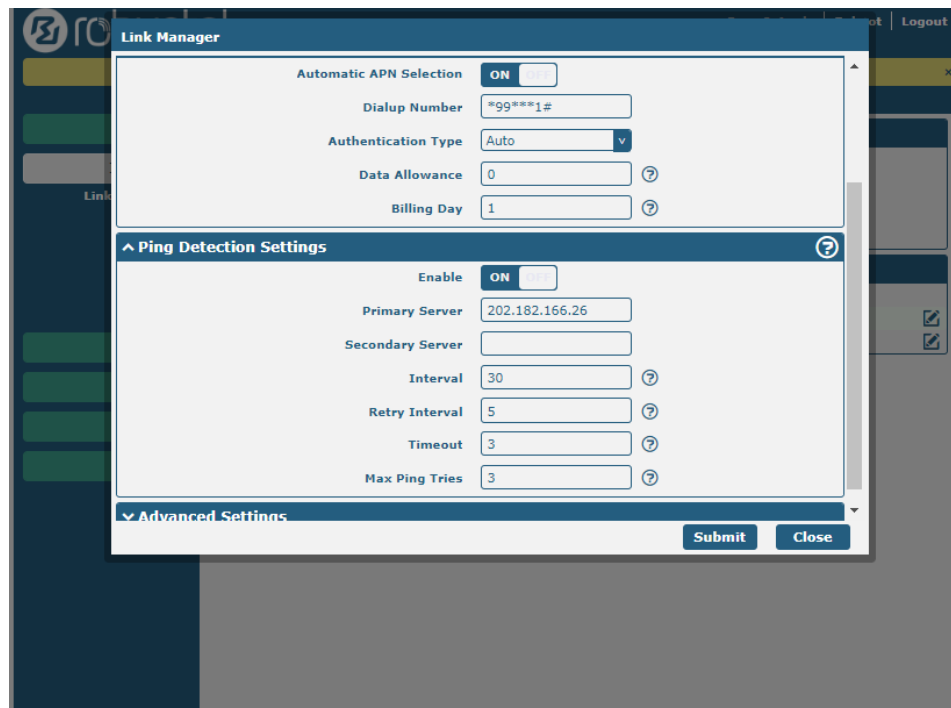 Logout
Link Manager
Automatic APN Selection ON OFF
Dialup Number *99***1#
Authentication Type Auto v
Data Allowance 0 ?
Billing Day 1 ?
Ping Detection Settings ?
Enable ON OFF
Primary Server 202.182.166.26
Secondary Server
Interval 30 ?
Retry Interval 5 ?
Timeout 3 ?
Max Ping Tries 3 ?
Advanced Settings
Submit Close
Link